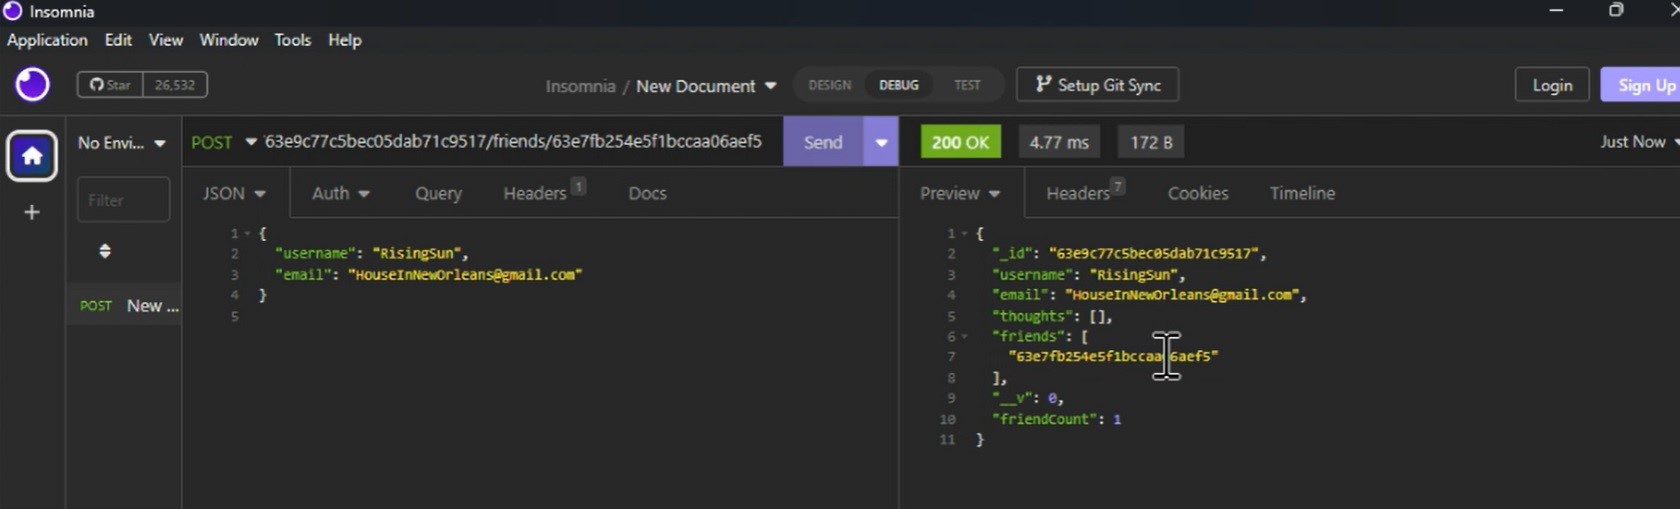 Insomnia
Application Edit View Window Tools Help
Star 26,532
Insomnia / New Document
DESIGN DEBUG TEST
Setup Git Sync
Login
Sign Up
No Envi...
POST 63e9c77c5bec05dab71c9517/friends/63e7fb254e5f1bccaa06aef5 Send
200 OK 4.77 ms 172 B Just Now
Filter
JSON Auth Query Headers 1 Docs
Preview Headers 7 Cookies Timeline
POST New ...
1 {
2 "username": "RisingSun",
3 "email": "HouseInNewOrleans@gmail.com"
4 }
5
1 {
2 "_id": "63e9c77c5bec05dab71c9517",
3 "username": "RisingSun",
4 "email": "HouseInNewOrleans@gmail.com",
5 "thoughts": [],
6 "friends": [
7 "63e7fb254e5f1bccaa06aef5"
8 ],
9 "__v": 0,
10 "friendCount": 1
11 }